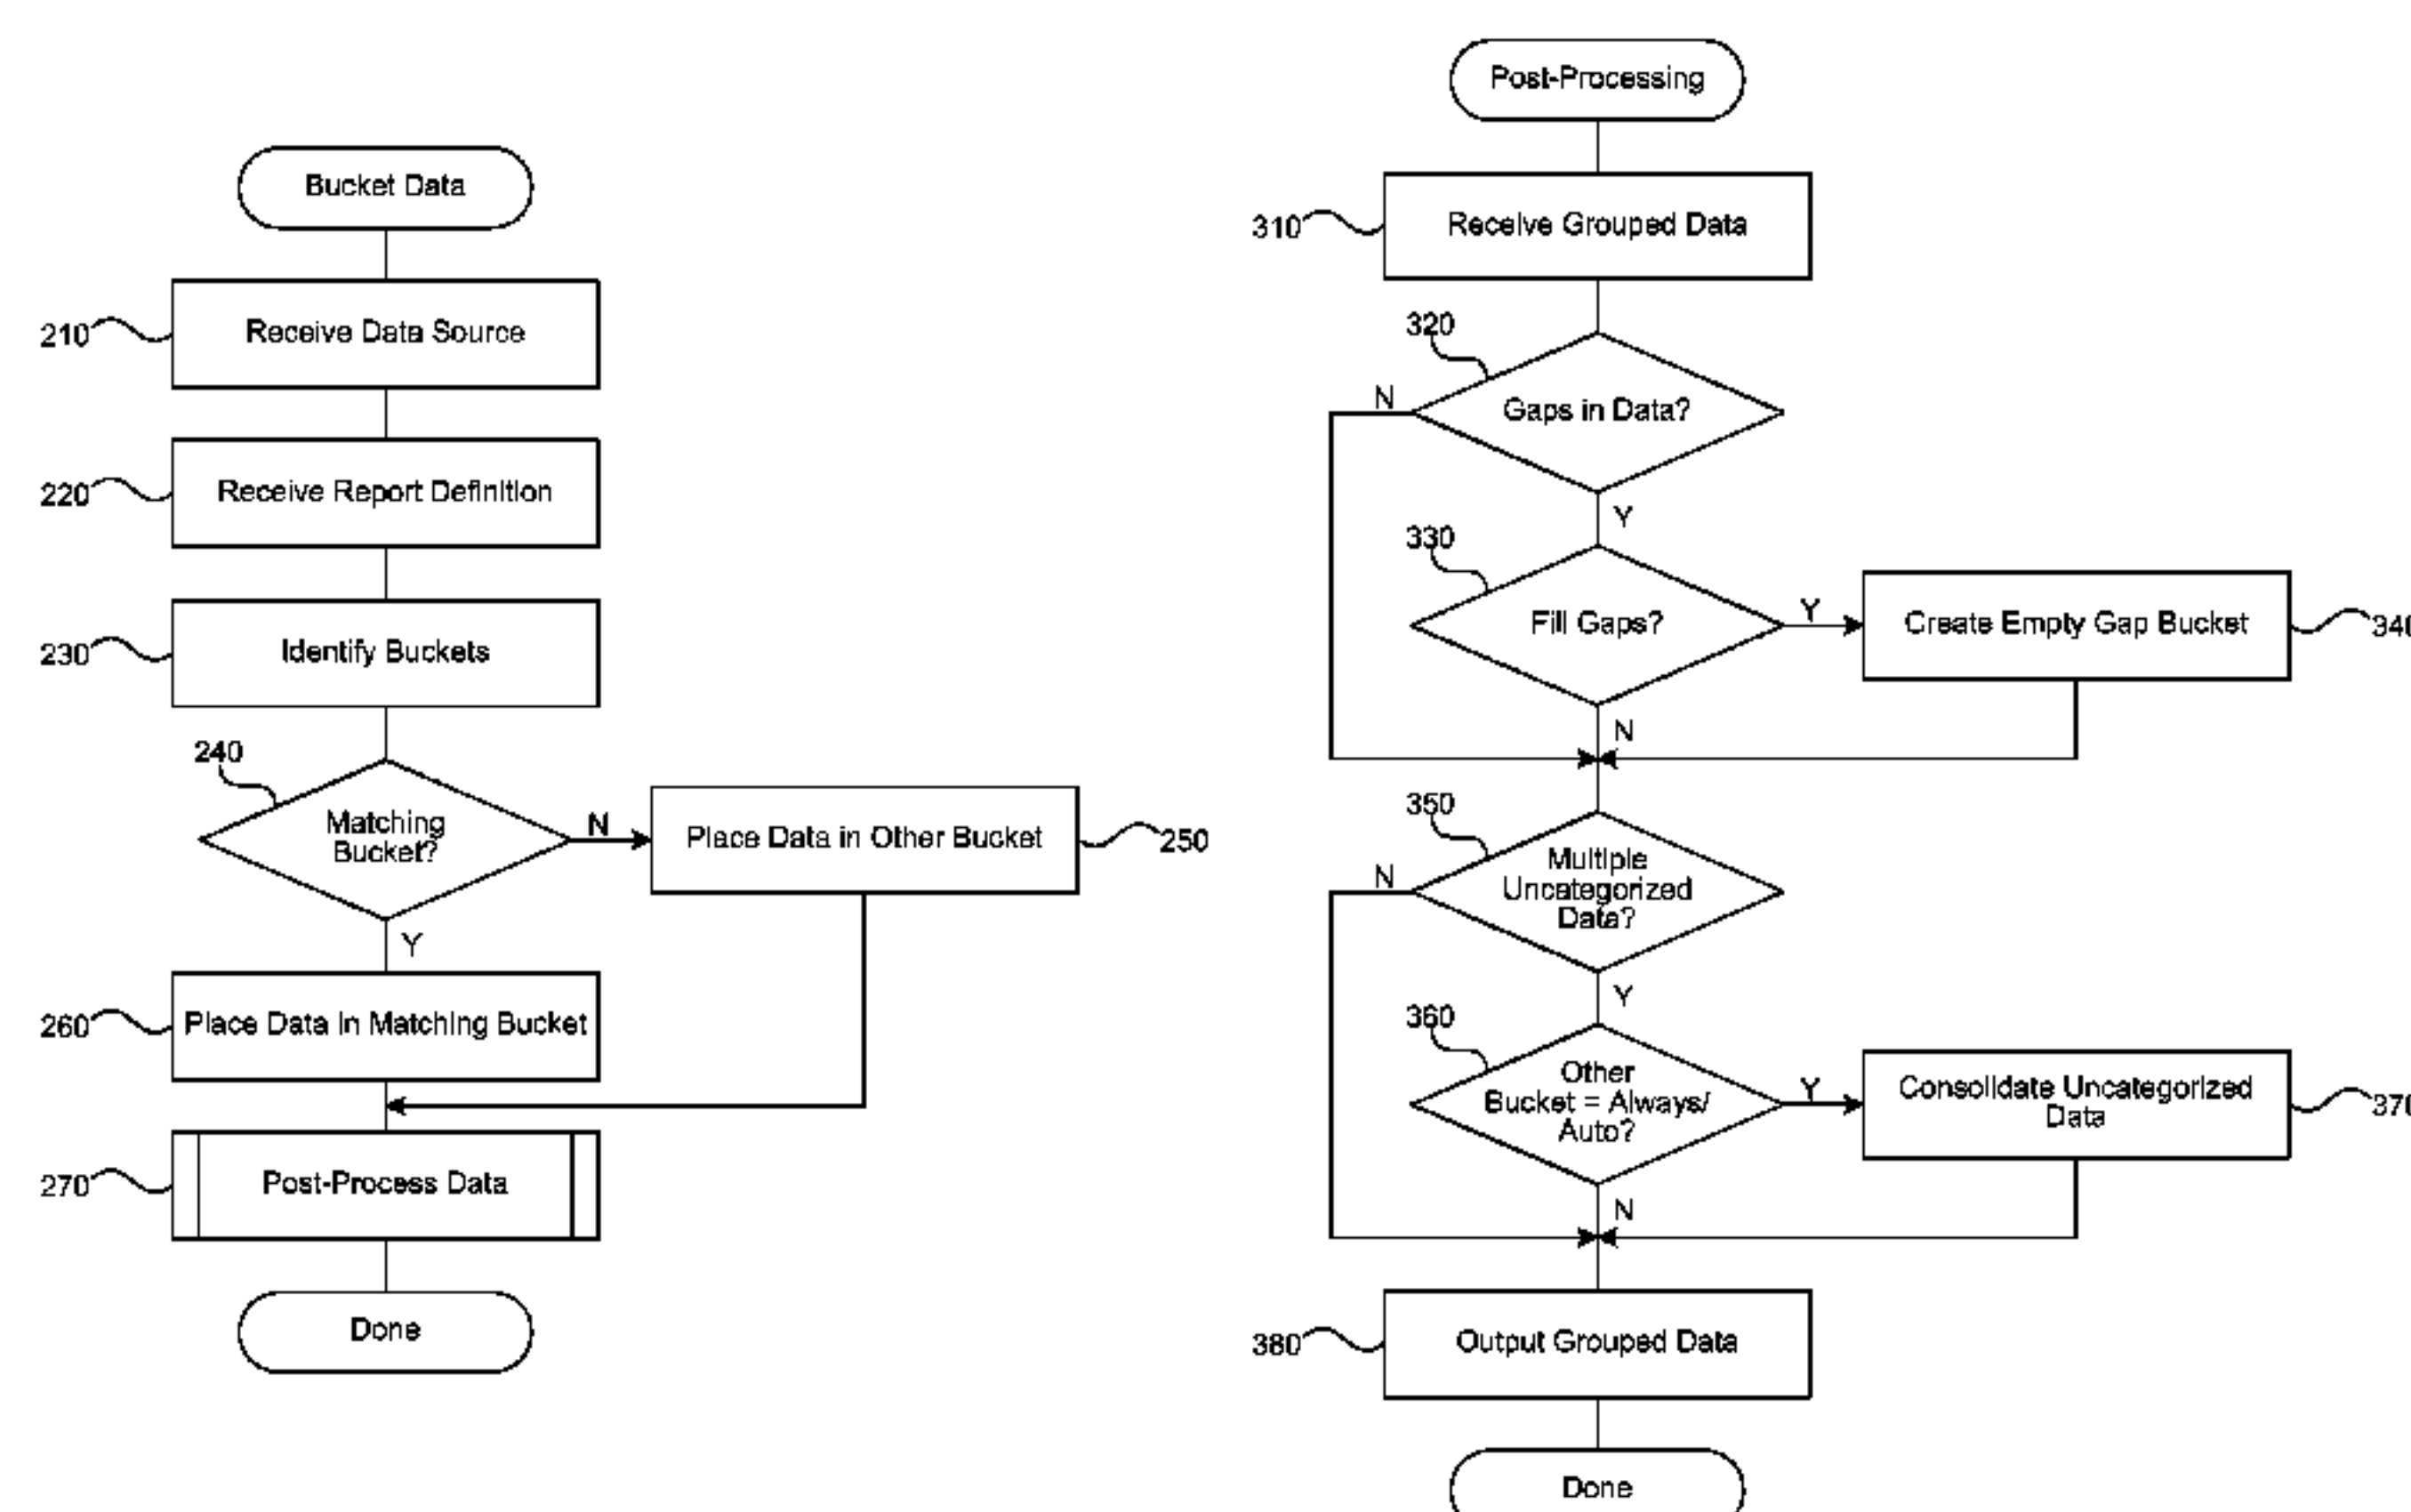 Bucket Data
210
Receive Data Source
220
Receive Report Definition
230
Identify Buckets
240
Matching
Bucket?
N
Place Data in Other Bucket
250
Y
260
Place Data in Matching Bucket
270
Post-Process Data
Done
Post-Processing
310
Receive Grouped Data
320
N
Gaps in Data?
Y
330
Fill Gaps?
Y
Create Empty Gap Bucket
340
N
350
N
Multiple
Uncategorized
Data?
Y
360
Other
Bucket = Always/
Auto?
Y
Consolidate Uncategorized
Data
370
N
380
Output Grouped Data
Done